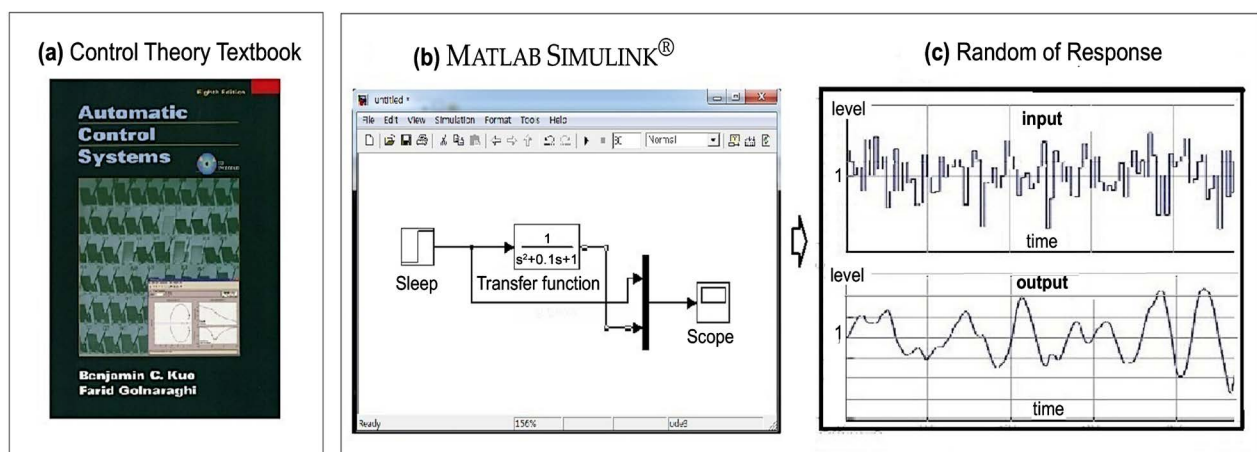 (a) Control Theory Textbook
Eighth Edition
Automatic
Control
Systems
Benjamin C. Kuo
Farid Golnaraghi
(b) MATLAB SIMULINK®
untitled *
File Edit View Simulation Format Tools Help
Normal
Sleep
1
s²+0.1s+1
Transfer function
Scope
Ready
156%
(c) Random of Response
level
input
1
time
level
output
1
time